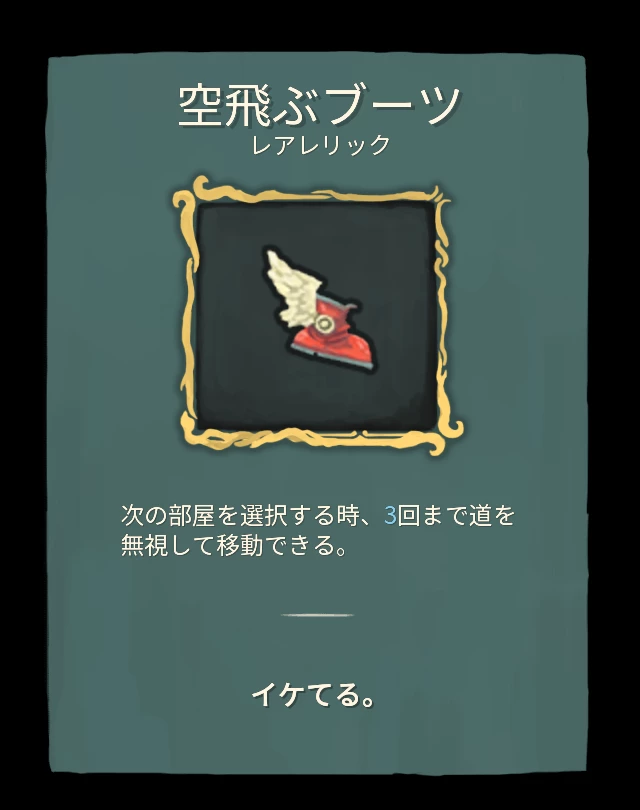 空飛ぶブーツ
レアレリック
次の部屋を選択する時、3回まで道を
無視して移動できる。
イケてる。